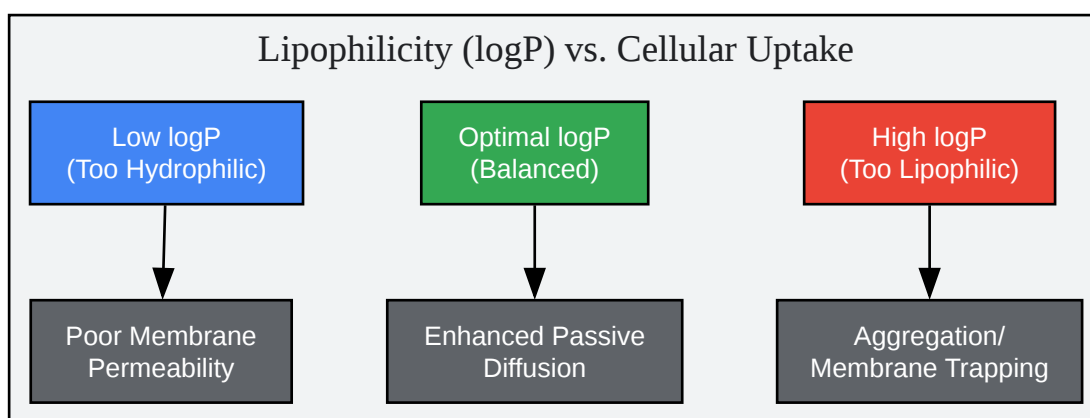 Lipophilicity (logP) vs. Cellular Uptake
Low logP
(Too Hydrophilic)
Optimal logP
(Balanced)
High logP
(Too Lipophilic)
Poor Membrane
Permeability
Enhanced Passive
Diffusion
Aggregation/
Membrane Trapping